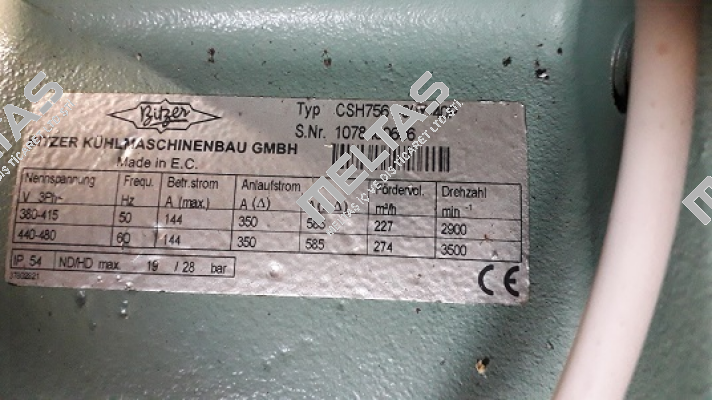 Bitzer
Typ CSH756
S.Nr. 1078
BITZER KÜHLMASCHINENBAU GMBH
Made in E.C.
Nennspannung Frequ. Betr.strom Anlaufstrom Fördervol. Drehzahl
V 3Ph~ Hz A (max.) A (Δ) m³/h min⁻¹
380-415 50 144 350 585 227 2900
440-480 60 144 350 585 274 3500
IP 54 ND/HD max. 19 / 28 bar
CE
MELTAS